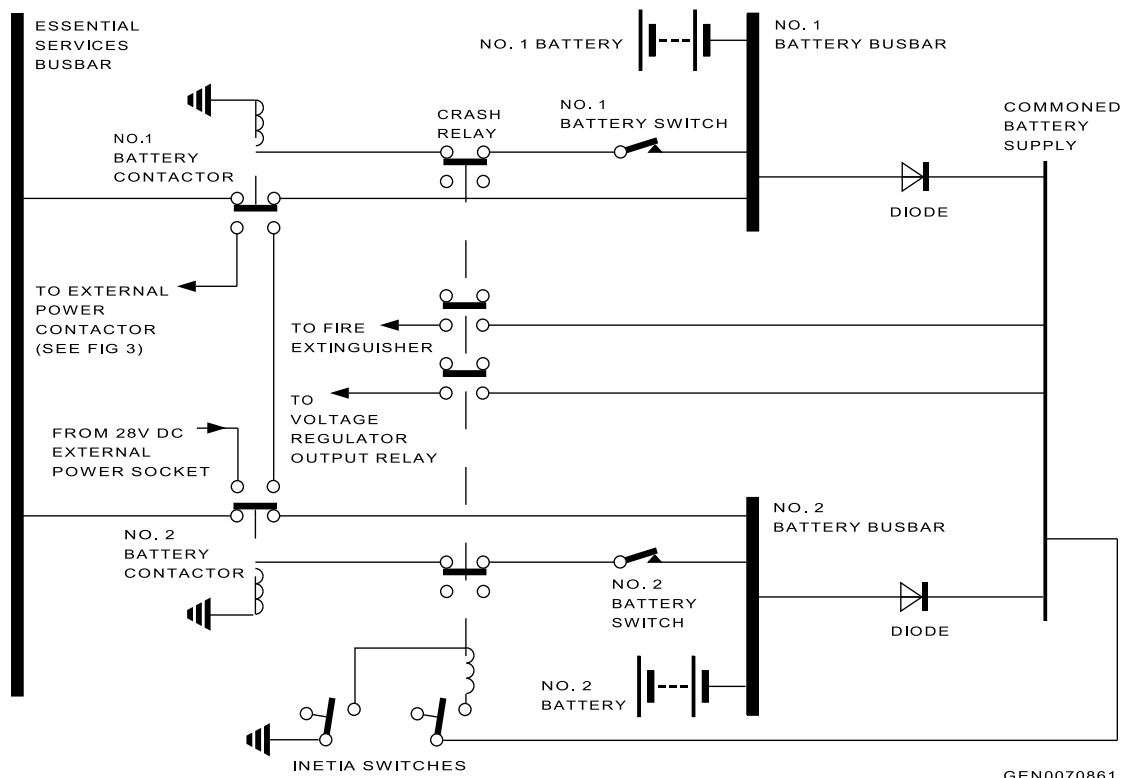 ESSENTIAL
SERVICES
BUSBAR
NO. 1 BATTERY
NO. 1
BATTERY BUSBAR
NO.1
BATTERY
CONTACTOR
CRASH
RELAY
NO. 1
BATTERY SWITCH
COMMONED
BATTERY
SUPPLY
DIODE
TO EXTERNAL
POWER
CONTACTOR
(SEE FIG 3)
TO FIRE
EXTINGUISHER
TO
VOLTAGE
REGULATOR
OUTPUT RELAY
FROM 28V DC
EXTERNAL
POWER SOCKET
NO. 2
BATTERY BUSBAR
NO. 2
BATTERY
CONTACTOR
NO. 2
BATTERY
SWITCH
DIODE
NO. 2
BATTERY
INETIA SWITCHES
GEN0070861